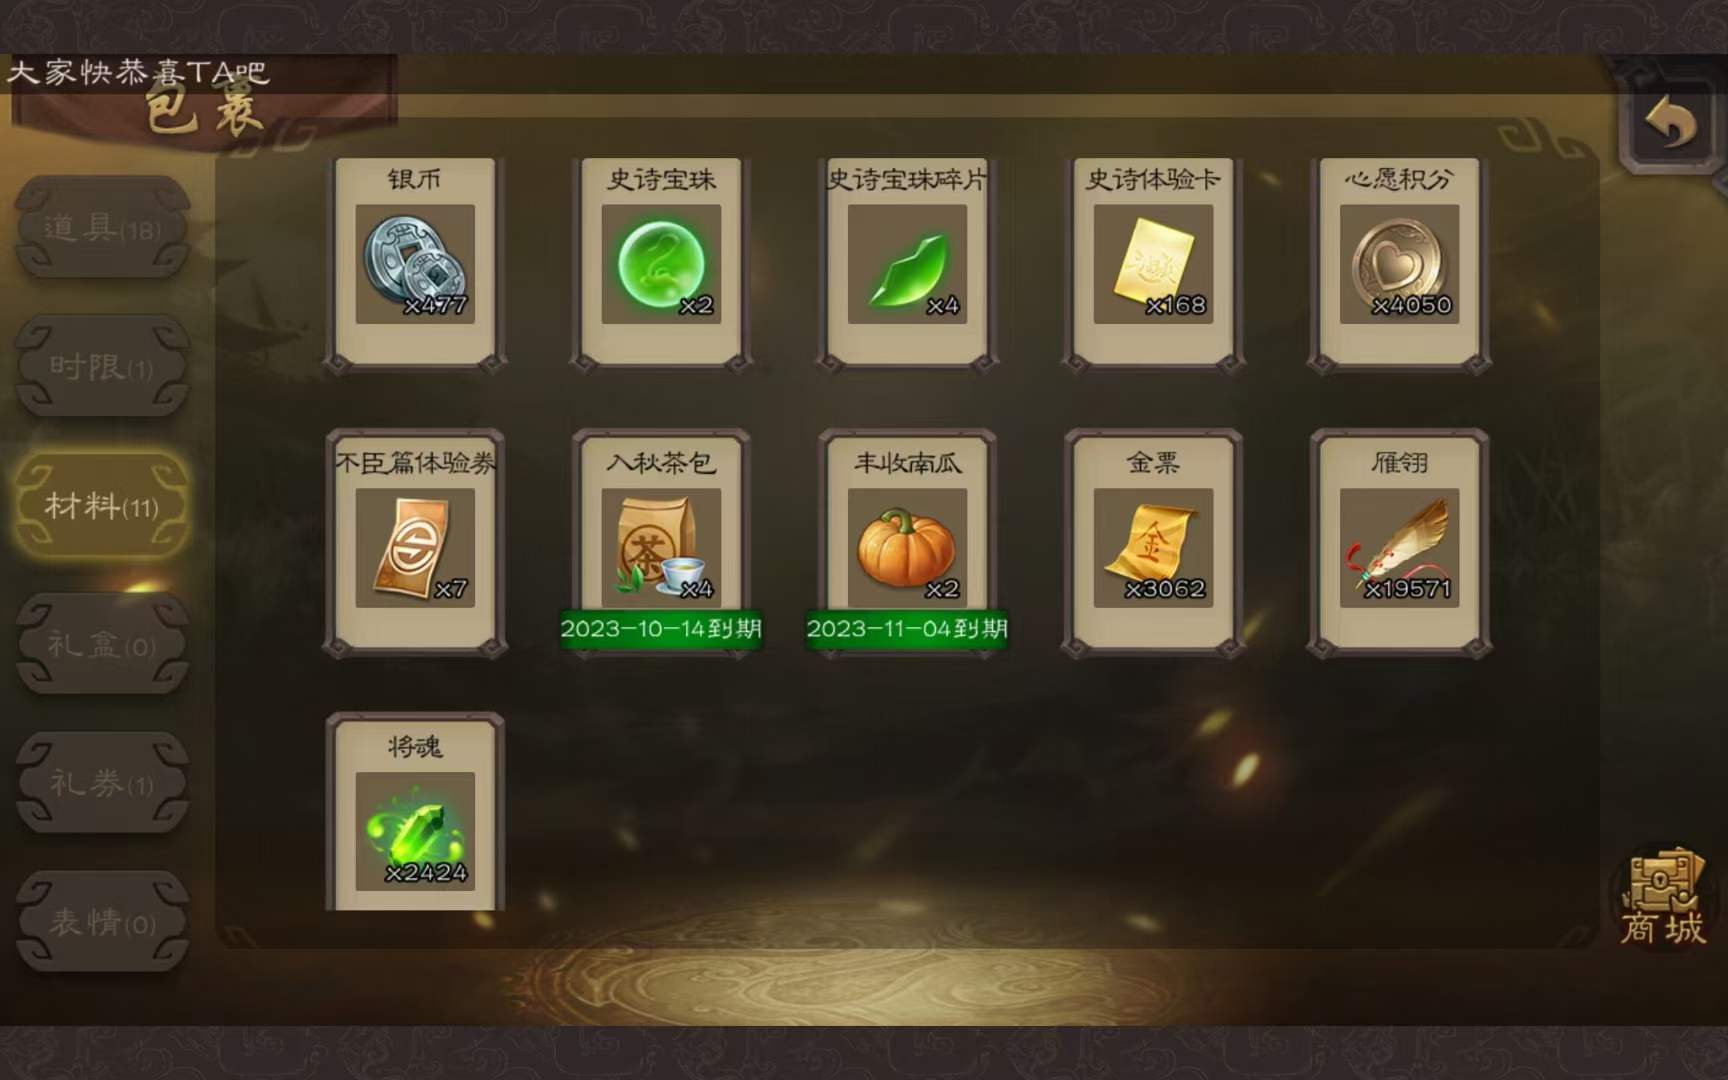 大家快恭喜TA吧
包裹
道具(18)
时限(1)
材料(11)
礼盒(0)
礼券(1)
表情(0)
银币
x477
史诗宝珠
x2
史诗宝珠碎片
x4
史诗体验卡
x168
心愿积分
x4050
不臣篇体验券
x7
入秋茶包
茶
x4
2023-10-14到期
丰收南瓜
x2
2023-11-04到期
金票
金
x3062
雁翎
x19571
将魂
x2424
商城